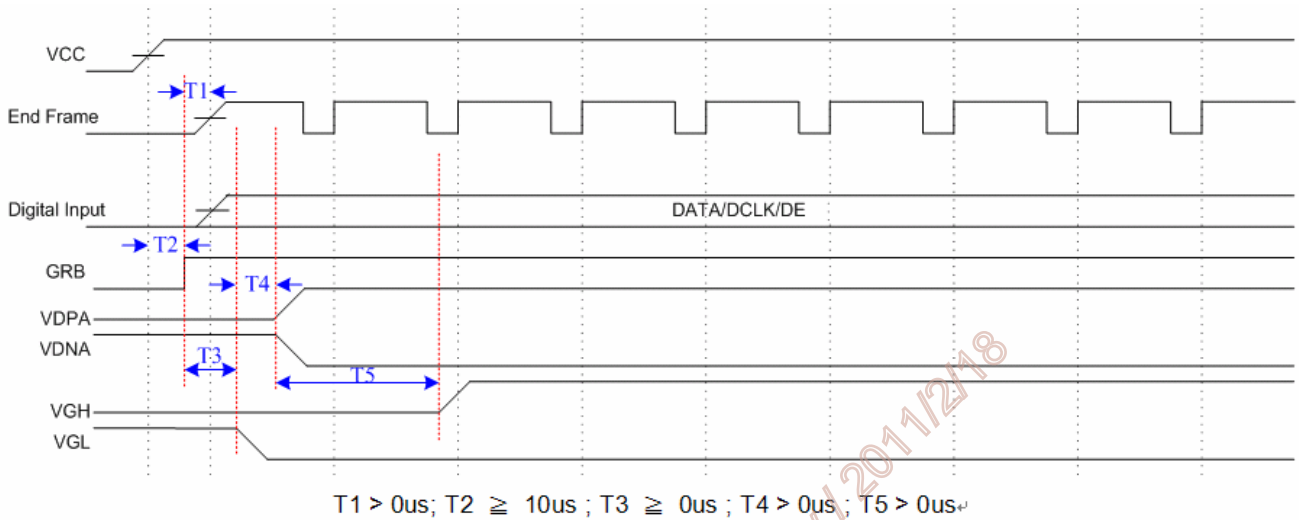 VCC
T1
End Frame
Digital Input
DATA/DCLK/DE
T2
GRB
T4
VDPA
VDNA
T3
T5
VGH
VGL
2011/2/18
T1 > 0us; T2 ≧ 10us ; T3 ≧ 0us ; T4 > 0us ; T5 > 0us↵